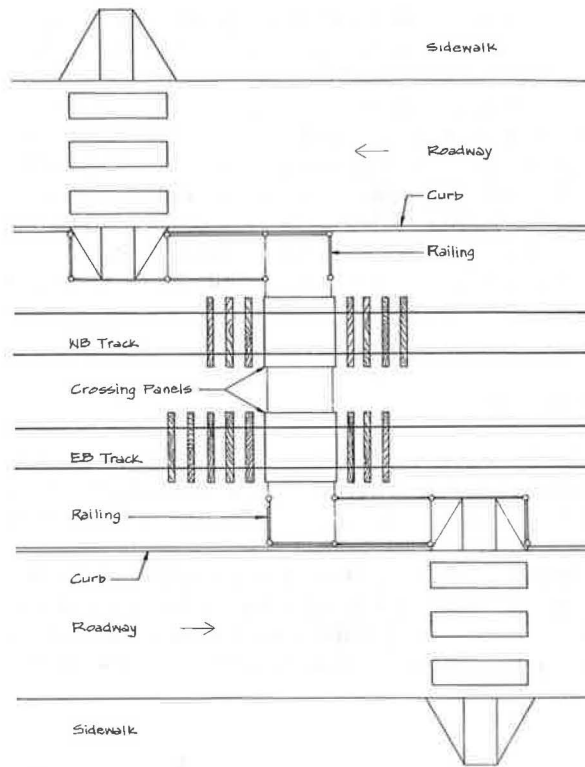 Sidewalk
Roadway
Curb
Railing
WB Track
Crossing Panels
EB Track
Railing
Curb
Roadway
Sidewalk